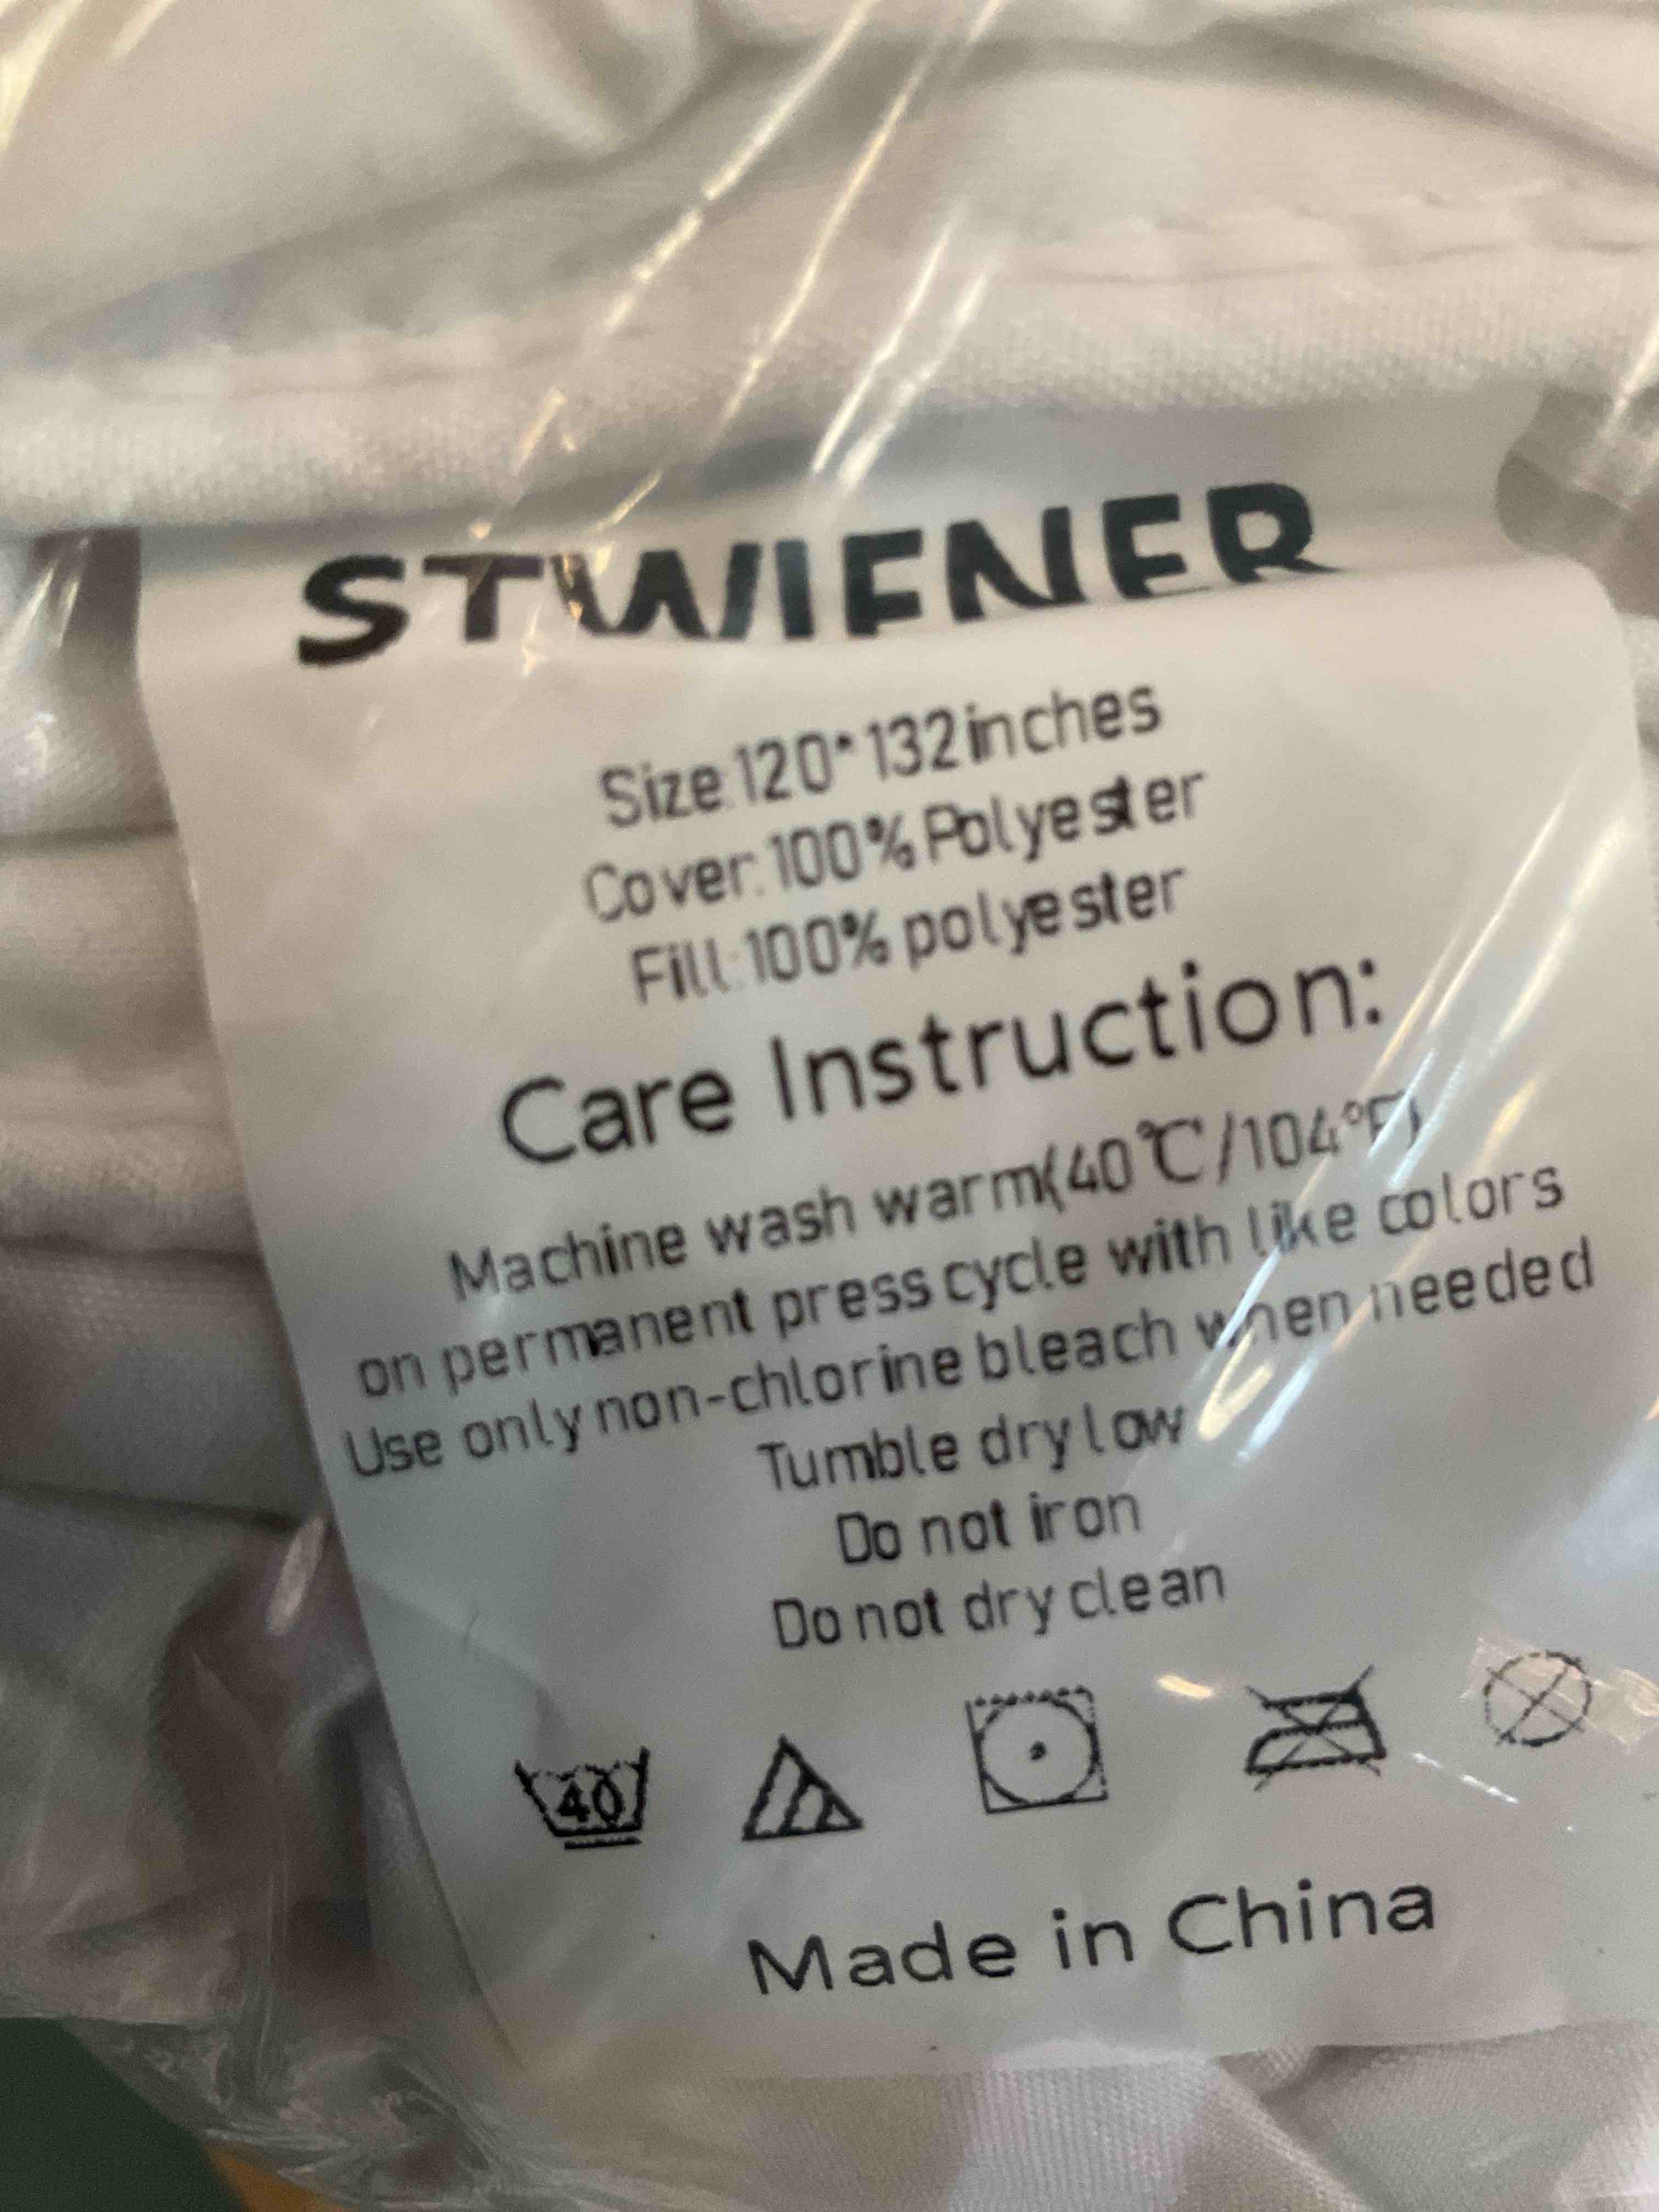 STWIENER
Size:120*132inches
Cover:100%Polyester
Fill:100% polyester
Care Instruction:
Machine wash warm(40℃/104°F)
on permanent press cycle with like colors
Use only non-chlorine bleach when needed
Tumble dry low
Do not iron
Do not dry clean
40
Made in China